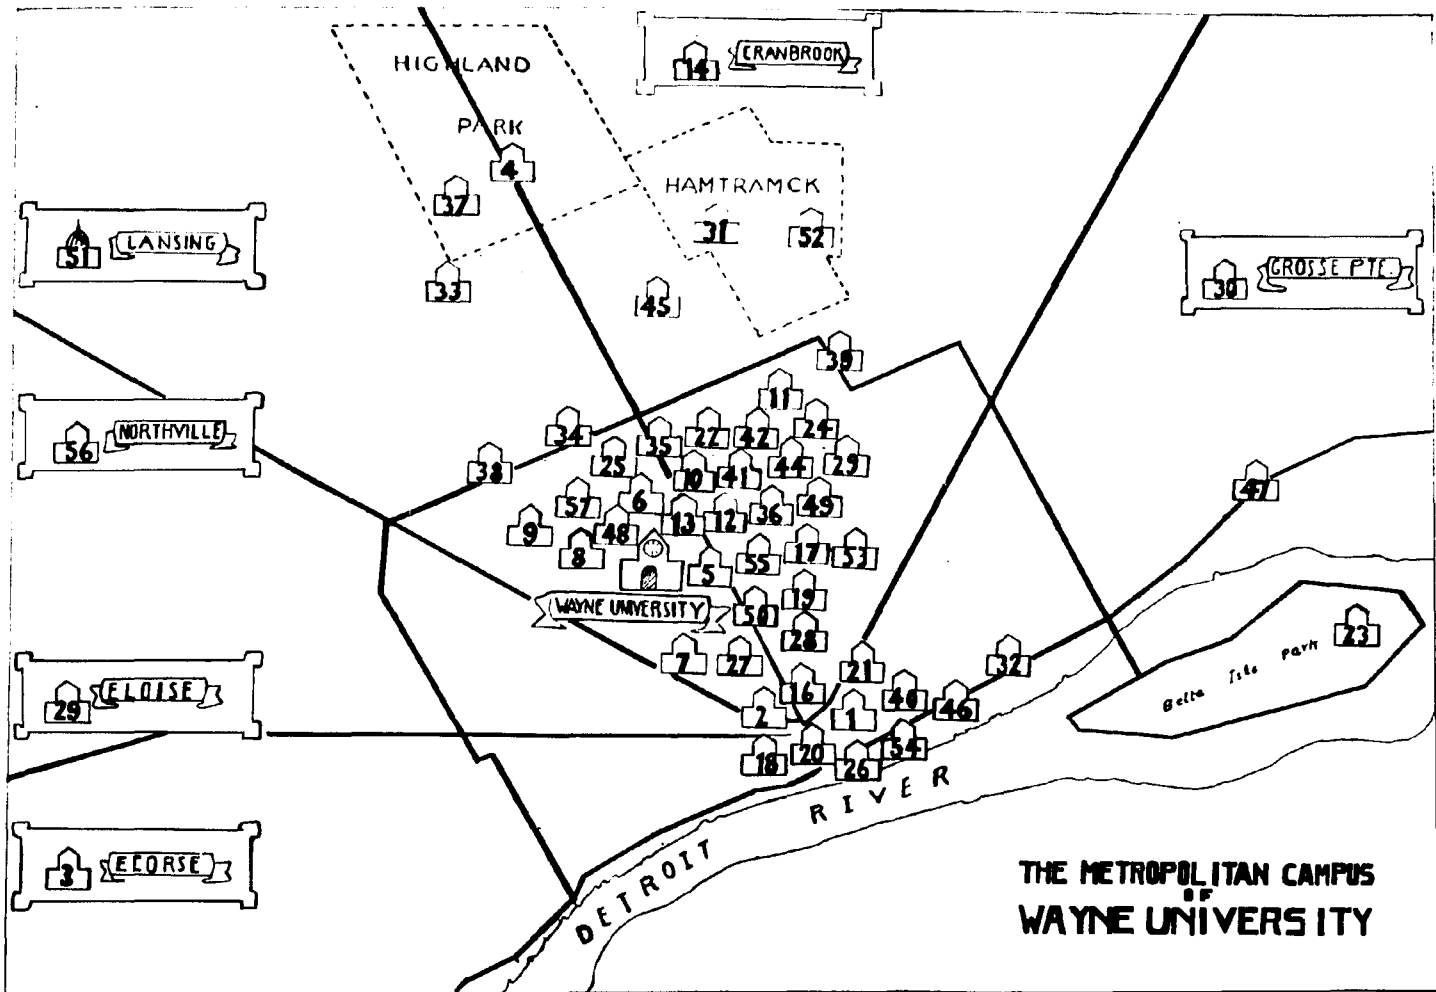 HIGHLAND
PARK
14 CRANBROOK
4
37
HAMTRAMCK
31 52
51 LANSING
33
45
30 GROSSE PTE.
39
11
56 NORTHVILLE
34 35 22 42 24
38 25 10 41 44 29
47
57 6 13 12 36 49
9 48
8 5 55 17 53
WAYNE UNIVERSITY
50 19
28
23
Belle Isle Park
7 27 16 21 32
29 ELOISE
2 1 40 46
18 20 26 54
DETROIT RIVER
3 ECORSE
THE METROPOLITAN CAMPUS
OF
WAYNE UNIVERSITY